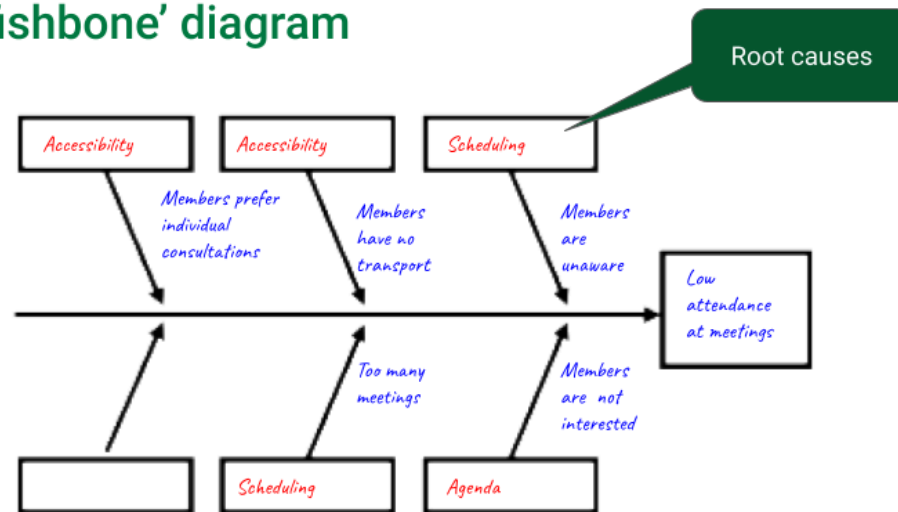 ishbone’ diagram
Root causes
Accessibility
Accessibility
Scheduling
Members prefer
individual
consultations
Members
have no
transport
Members
are
unaware
Low
attendance
at meetings
Too many
meetings
Members
are not
interested
Scheduling
Agenda